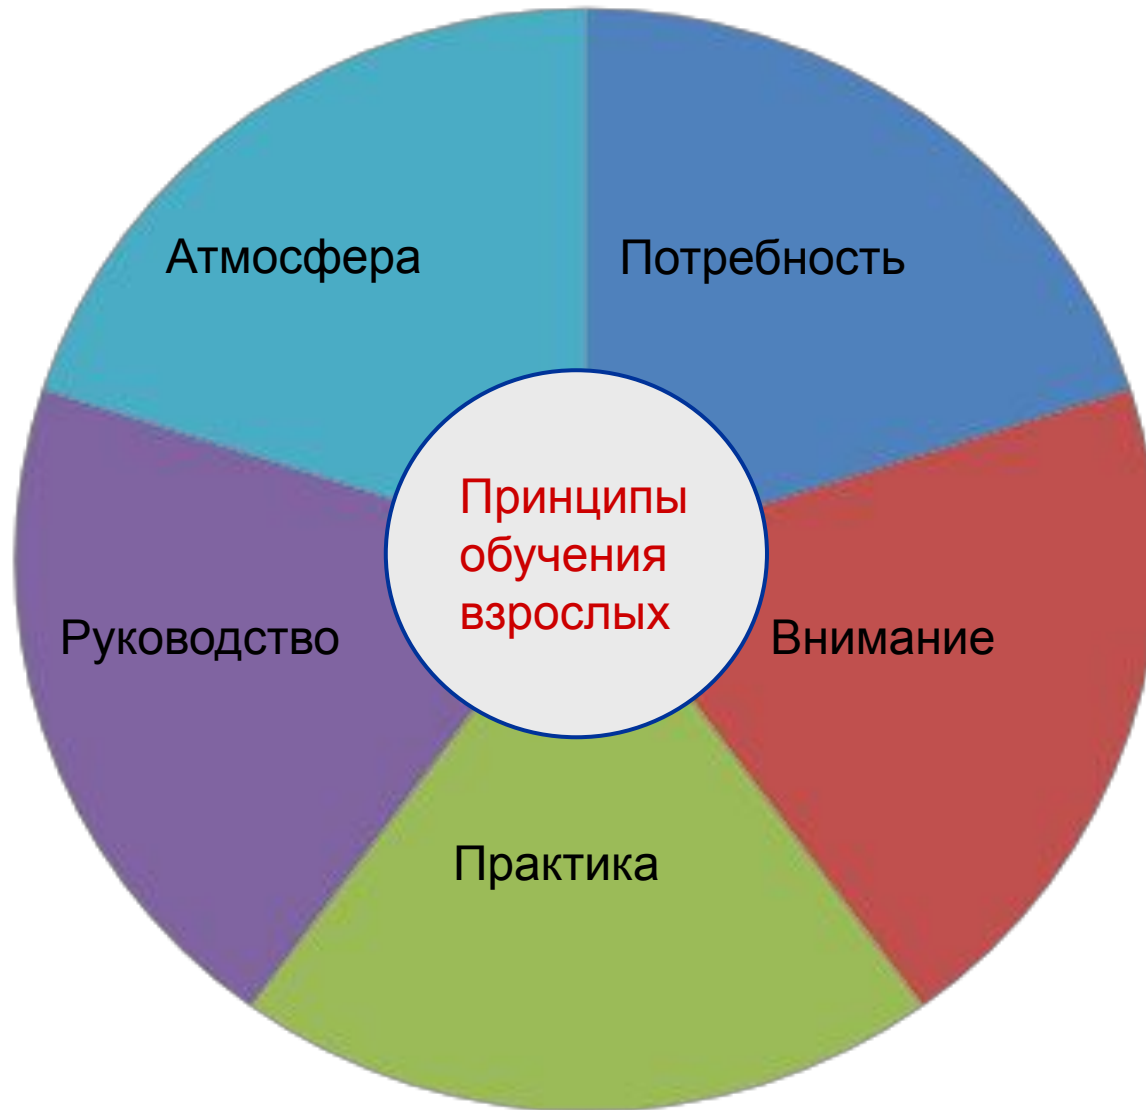 Атмосфера
Потребность
Принципы
обучения
взрослых
Руководство
Внимание
Практика